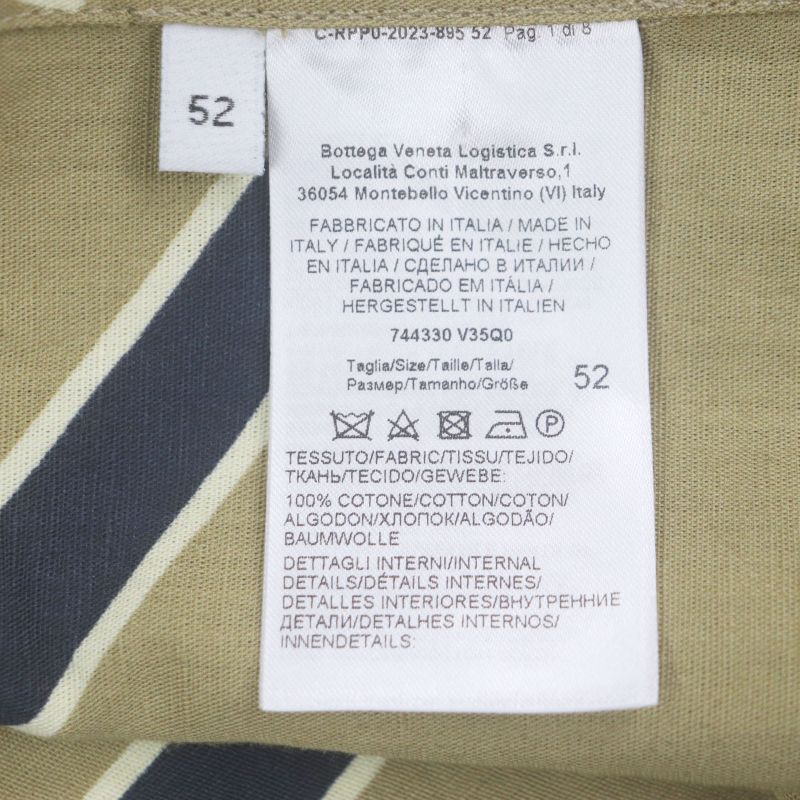 C-RPP0-2023-895 52 Pag. 1 di 8
52
Bottega Veneta Logistica S.r.l.
Località Conti Maltraverso,1
36054 Montebello Vicentino (VI) Italy
FABBRICATO IN ITALIA / MADE IN
ITALY / FABRIQUÉ EN ITALIE / HECHO
EN ITALIA / СДЕЛАНО В ИТАЛИИ /
FABRICADO EM ITÁLIA /
HERGESTELLT IN ITALIEN
744330 V35Q0
Taglia/Size/Taille/Talla/
Размер/Tamanho/Größe 52
P
TESSUTO/FABRIC/TISSU/TEJIDO/
ТКАНЬ/TECIDO/GEWEBE:
100% COTONE/COTTON/COTON/
ALGODON/ХЛОПОК/ALGODÃO/
BAUMWOLLE
DETTAGLI INTERNI/INTERNAL
DETAILS/DÉTAILS INTERNES/
DETALLES INTERIORES/ВНУТРЕННИЕ
ДЕТАЛИ/DETALHES INTERNOS/
INNENDETAILS: